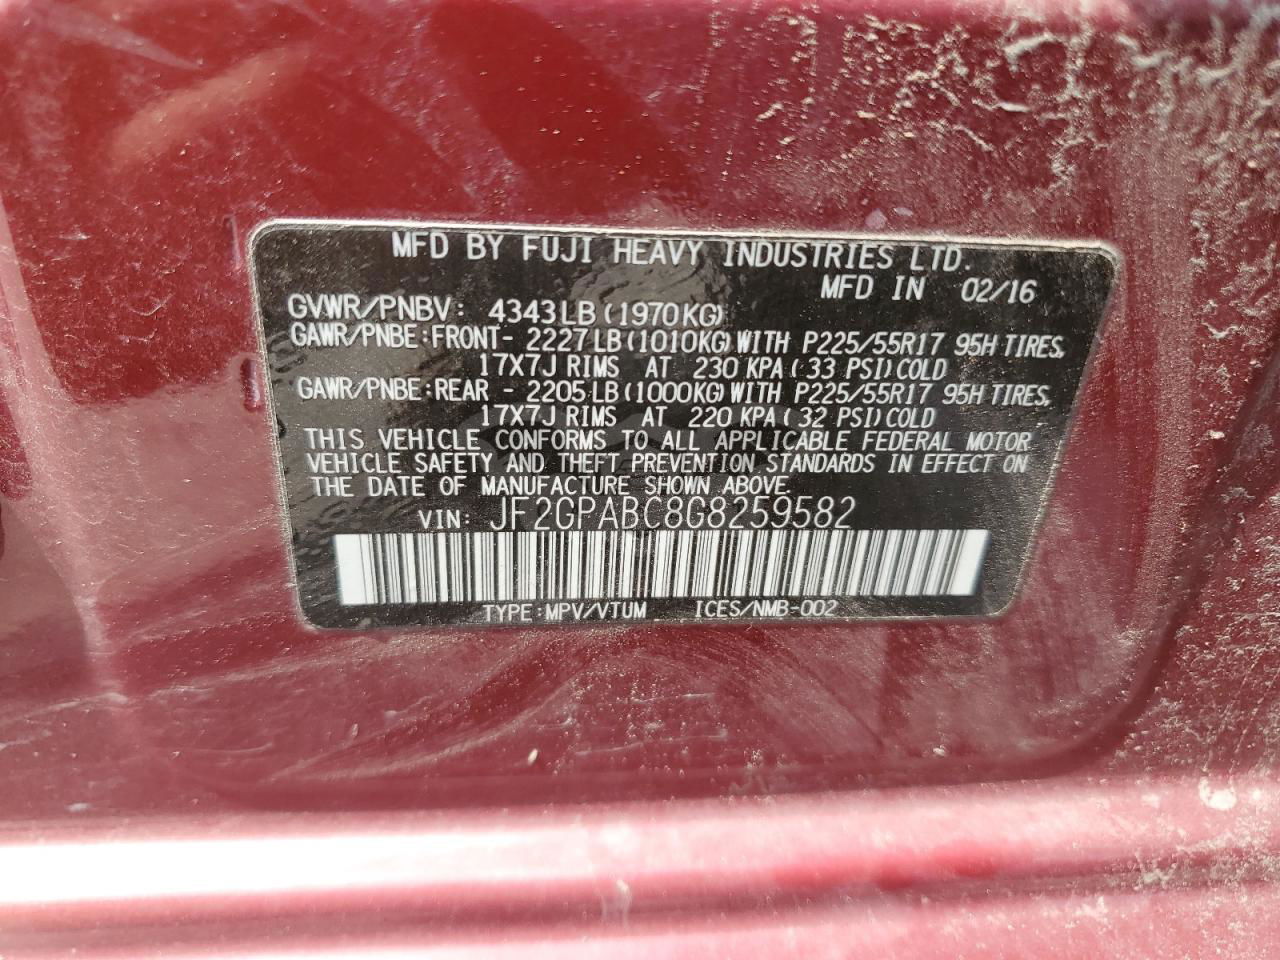 MFD BY FUJI HEAVY INDUSTRIES LTD.
MFD IN 02/16
GVWR/PNBV: 4343LB(1970KG)
GAWR/PNBE:FRONT- 2227LB(1010KG)WITH P225/55R17 95H TIRES,
17X7J RIMS AT 230 KPA(33 PSI)COLD
GAWR/PNBE:REAR - 2205LB(1000KG)WITH P225/55R17 95H TIRES,
17X7J RIMS AT 220 KPA(32 PSI)COLD
THIS VEHICLE CONFORMS TO ALL APPLICABLE FEDERAL MOTOR
VEHICLE SAFETY AND THEFT PREVENTION STANDARDS IN EFFECT ON
THE DATE OF MANUFACTURE SHOWN ABOVE.
VIN: JF2GPABC8G8259582
TYPE:MPV/VTUM ICES/NMB-002